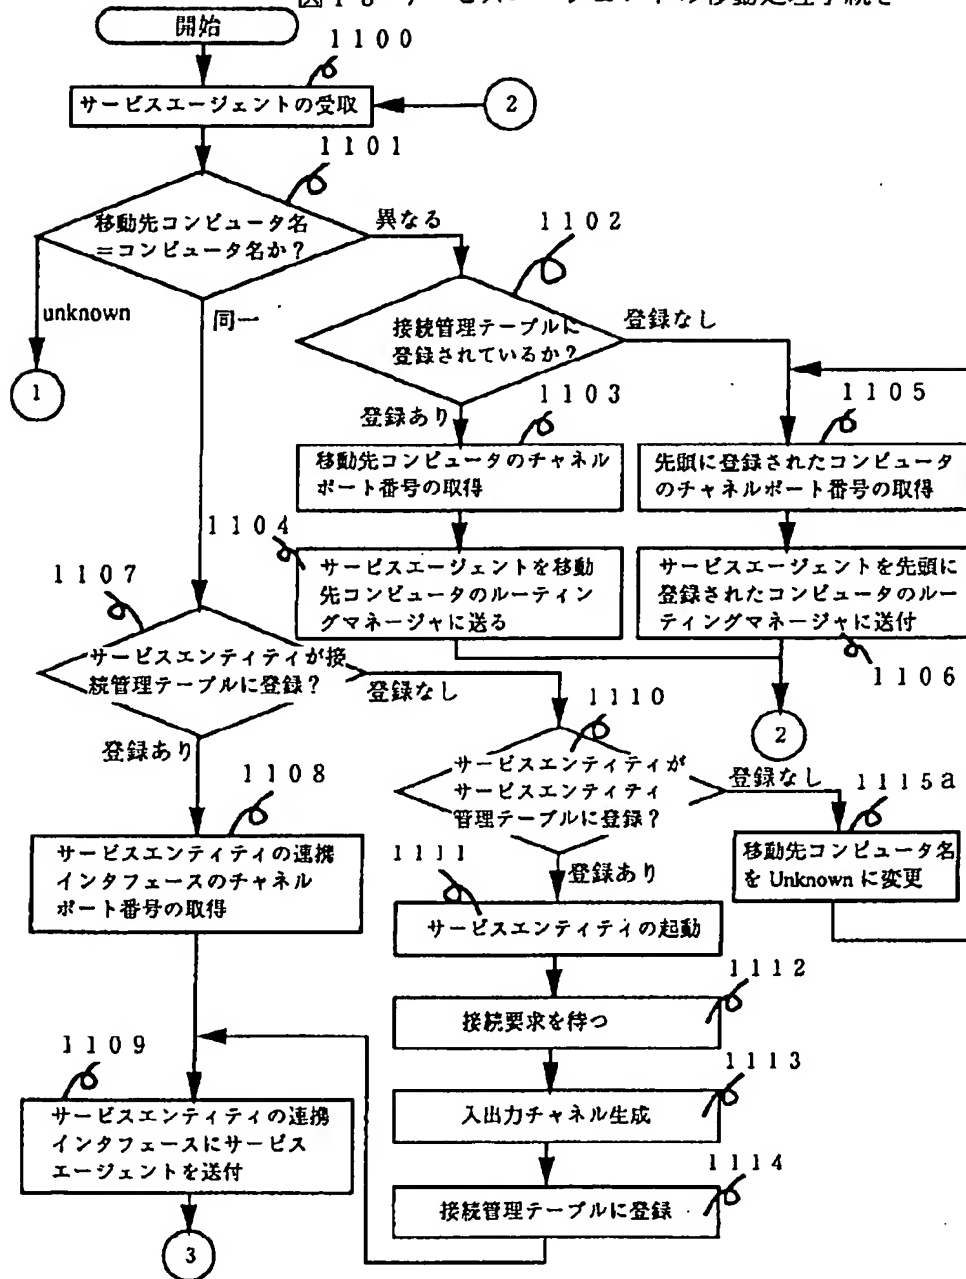 サービスエージェントの移動処理手続き
開始
1100
サービスエージェントの受取
2
1101
移動先コンピュータ名
＝コンピュータ名か？
異なる
unknown
同一
1
1102
接続管理テーブルに
登録されているか？
登録なし
登録あり
1103
移動先コンピュータのチャネル
ポート番号の取得
1105
先頭に登録されたコンピュータ
のチャネルポート番号の取得
1104
サービスエージェントを移動
先コンピュータのルーティン
グマネージャに送る
サービスエージェントを先頭に
登録されたコンピュータのルー
ティングマネージャに送付
1106
2
1107
サービスエンティティが接
続管理テーブルに登録？
登録なし
登録あり
1108
サービスエンティティの連携
インタフェースのチャネル
ポート番号の取得
1110
サービスエンティティが
サービスエンティティ
管理テーブルに登録？
登録なし
1115a
移動先コンピュータ名
を Unknown に変更
登録あり
1111
サービスエンティティの起動
1112
接続要求を待つ
1113
入出力チャネル生成
1114
接続管理テーブルに登録
1109
サービスエンティティの連携
インタフェースにサービス
エージェントを送付
3